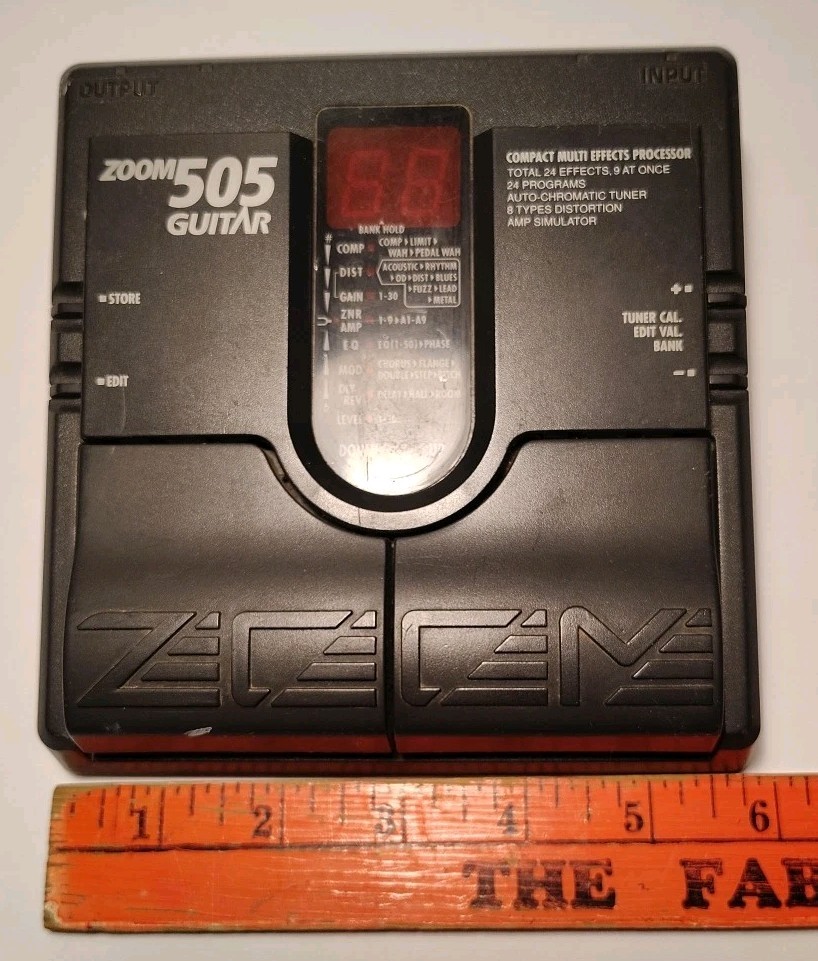 OUTPUT
INPUT
ZOOM 505
GUITAR
COMPACT MULTI EFFECTS PROCESSOR
TOTAL 24 EFFECTS, 9 AT ONCE
24 PROGRAMS
AUTO-CHROMATIC TUNER
8 TYPES DISTORTION
AMP SIMULATOR
BANK HOLD
COMP COMP▸LIMIT▸
WAH▸PEDAL WAH
DIST ACOUSTIC▸RHYTHM
▸OD▸DIST▸BLUES
▸FUZZ▸LEAD
▸METAL
GAIN 1-30
ZNR
AMP 1-9▸A1-A9
EQ EQ(1-50)▸PHASE
MOD CHORUS▸FLANGE▸
DOUBLE▸STEP▸PITCH
DLY
REV DELAY▸HALL▸ROOM
LEVEL
STORE
EDIT
+
TUNER CAL.
EDIT VAL.
BANK
−
ZOOM
1 2 3 4 5 6
THE FAB